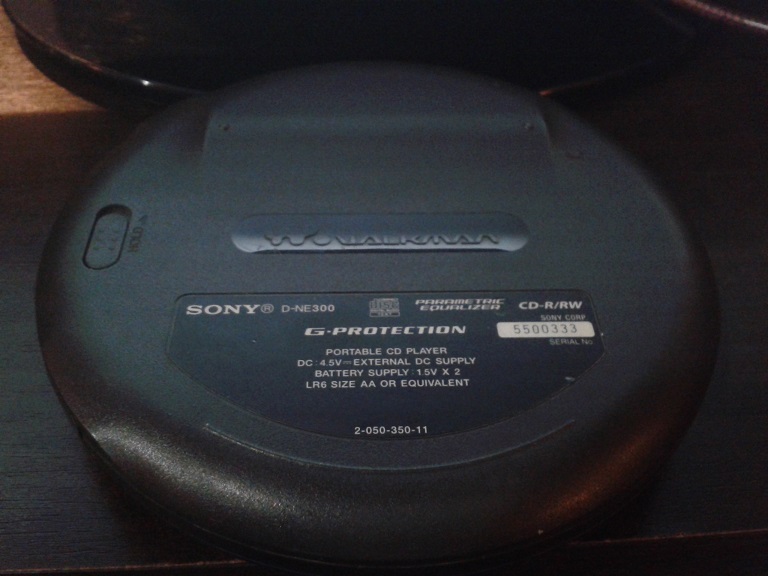 HOLD
WALKMAN
SONY® D-NE300
PARAMETRIC
EQUALIZER
CD-R/RW
G-PROTECTION
SONY CORP
5500333
SERIAL No
PORTABLE CD PLAYER
DC : 4.5V⎓EXTERNAL DC SUPPLY
BATTERY SUPPLY : 1.5V X 2
LR6 SIZE AA OR EQUIVALENT
2-050-350-11